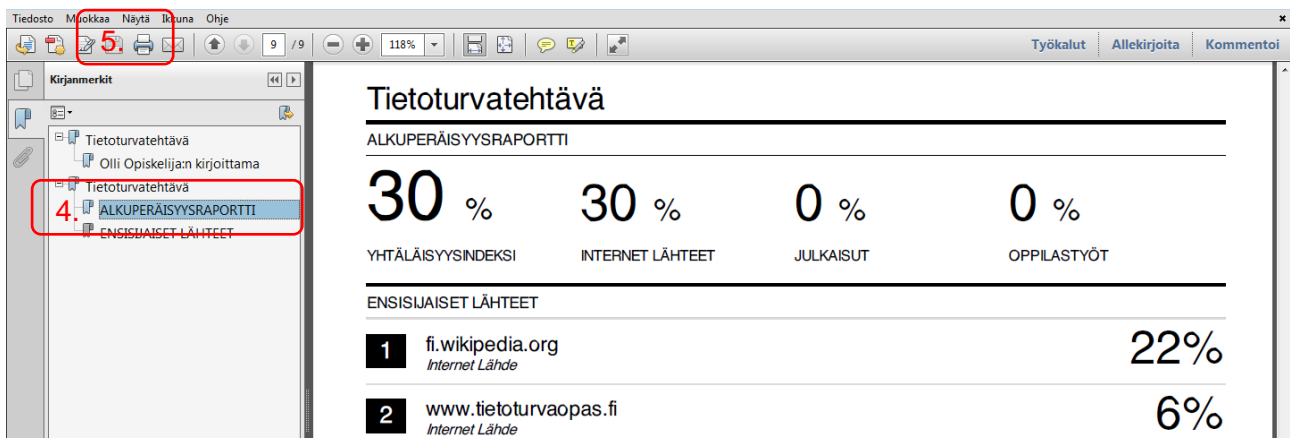 Tiedosto Muokkaa Näytä Ikkuna Ohje
5.
9 / 9 118% Työkalut Allekirjoita Kommentoi
Kirjanmerkit
Tietoturvatehtävä
Olli Opiskelija:n kirjoittama
Tietoturvatehtävä
4. ALKUPERÄISYYSRAPORTTI
ENSISIJAISET LÄHTEET
Tietoturvatehtävä
ALKUPERÄISYYSRAPORTTI
30 % 30 % 0 % 0 %
YHTÄLÄISYYSINDEKSI INTERNET LÄHTEET JULKAISUT OPPILASTYÖT
ENSISIJAISET LÄHTEET
1 fi.wikipedia.org 22%
Internet Lähde
2 www.tietoturvaopas.fi 6%
Internet Lähde